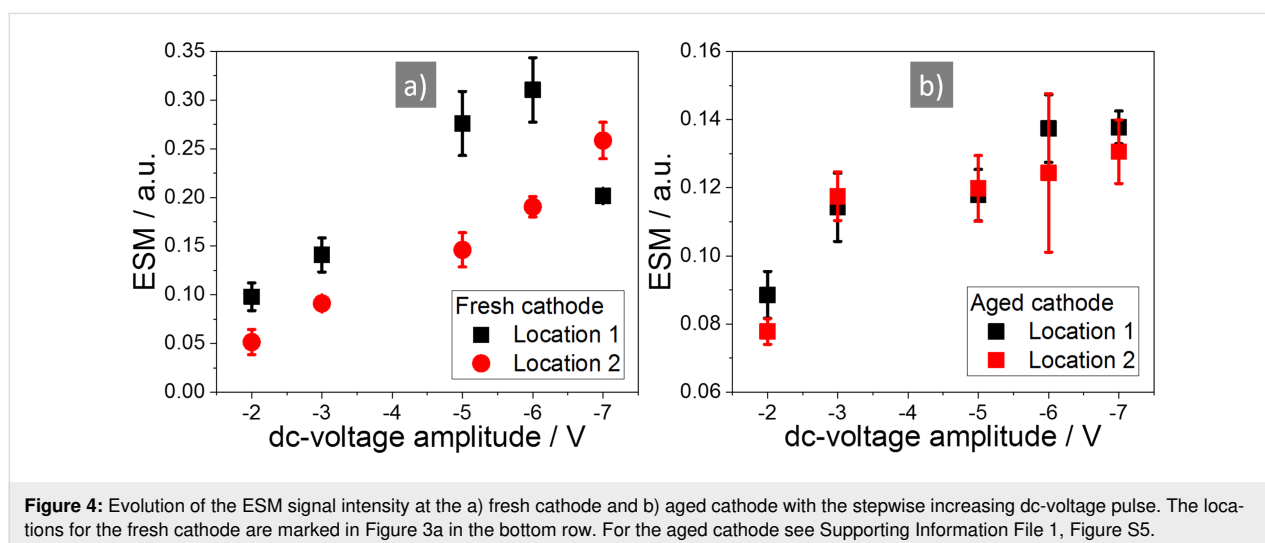 a)
ESM / a.u.
0.35
0.30
0.25
0.20
0.15
0.10
0.05
0.00
-2 -3 -4 -5 -6 -7
dc-voltage amplitude / V
Fresh cathode
Location 1
Location 2
b)
ESM / a.u.
0.16
0.14
0.12
0.10
0.08
0.06
-2 -3 -4 -5 -6 -7
dc-voltage amplitude / V
Aged cathode
Location 1
Location 2
Figure 4: Evolution of the ESM signal intensity at the a) fresh cathode and b) aged cathode with the stepwise increasing dc-voltage pulse. The loca-
tions for the fresh cathode are marked in Figure 3a in the bottom row. For the aged cathode see Supporting Information File 1, Figure S5.